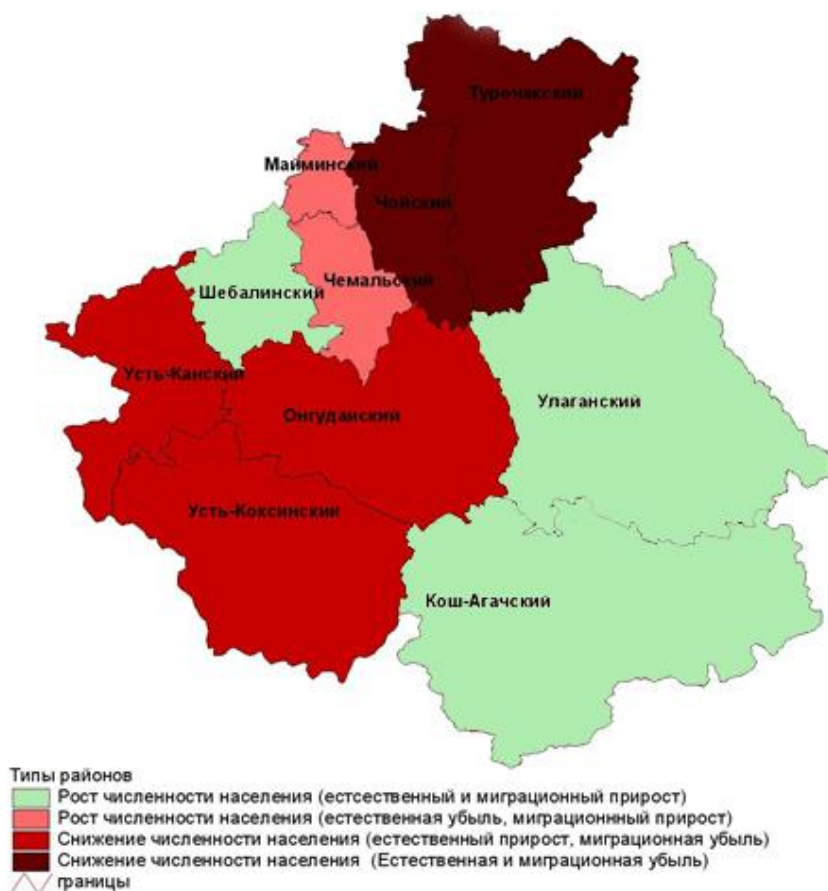 Турочакский
Майминский
Чойский
Чемальский
Шебалинский
Усть-Канский
Улаганский
Онгудайский
Усть-Коксинский
Кош-Агачский
Типы районов
Рост численности населения (естсественный и миграционный прирост)
Рост численности населения (естественная убыль, миграционнный прирост)
Снижение численности населения (естественный прирост, миграционная убыль)
Снижение численности населения (Естественная и миграционная убыль)
границы